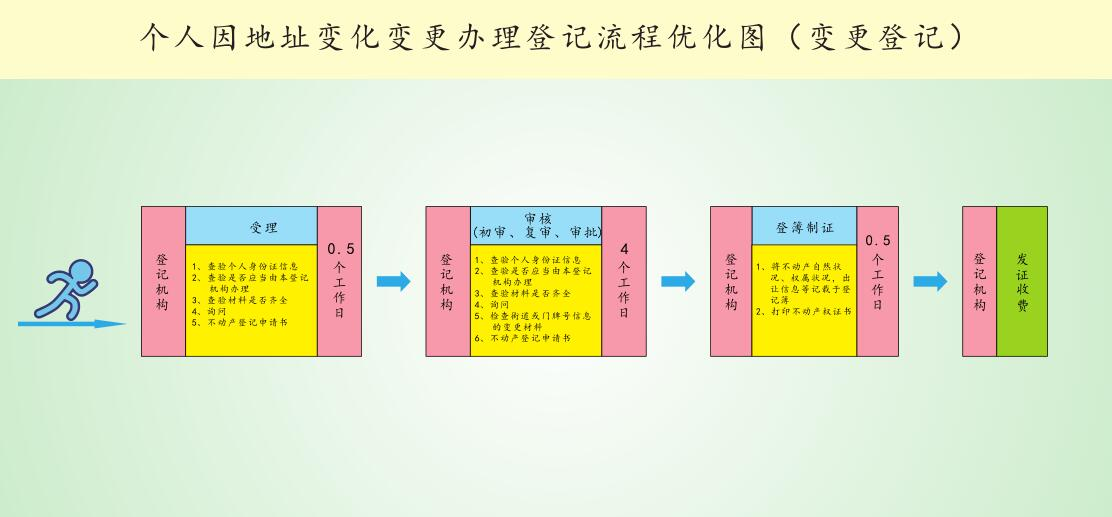 个人因地址变化变更办理登记流程优化图（变更登记）
登记机构
受理
1、查验个人身份证信息
2、查验是否应当由本登记
机构办理
3、查验材料是否齐全
4、询问
5、不动产登记申请书
0.5个工作日
登记机构
审核
(初审、复审、审批)
1、查验个人身份证信息
2、查验是否应当由本登记
机构办理
3、查验材料是否齐全
4、询问
5、检查街道或门牌号信息
的变更材料
6、不动产登记申请书
4个工作日
登记机构
登簿制证
1、将不动产自然状
况、权属状况，出
让信息等记载于登
记簿
2、打印不动产权证书
0.5个工作日
登记机构
发证收费